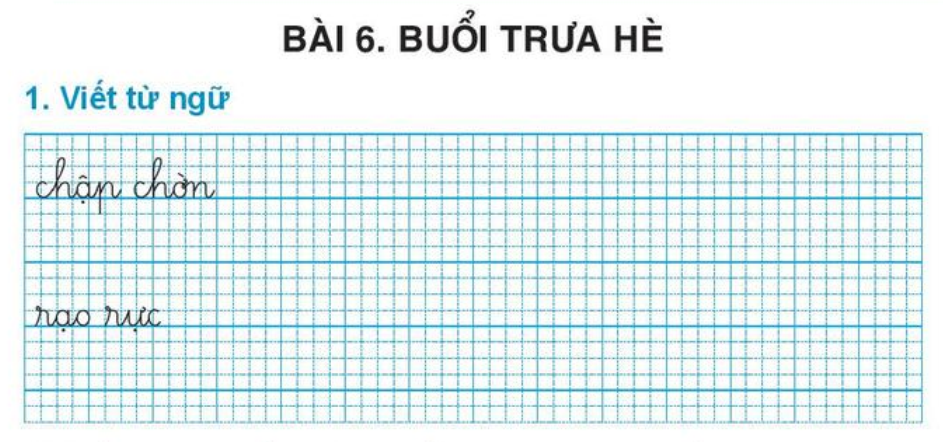 BÀI 6. BUỔI TRƯA HÈ
1. Viết từ ngữ
chập chờn
rạo rực